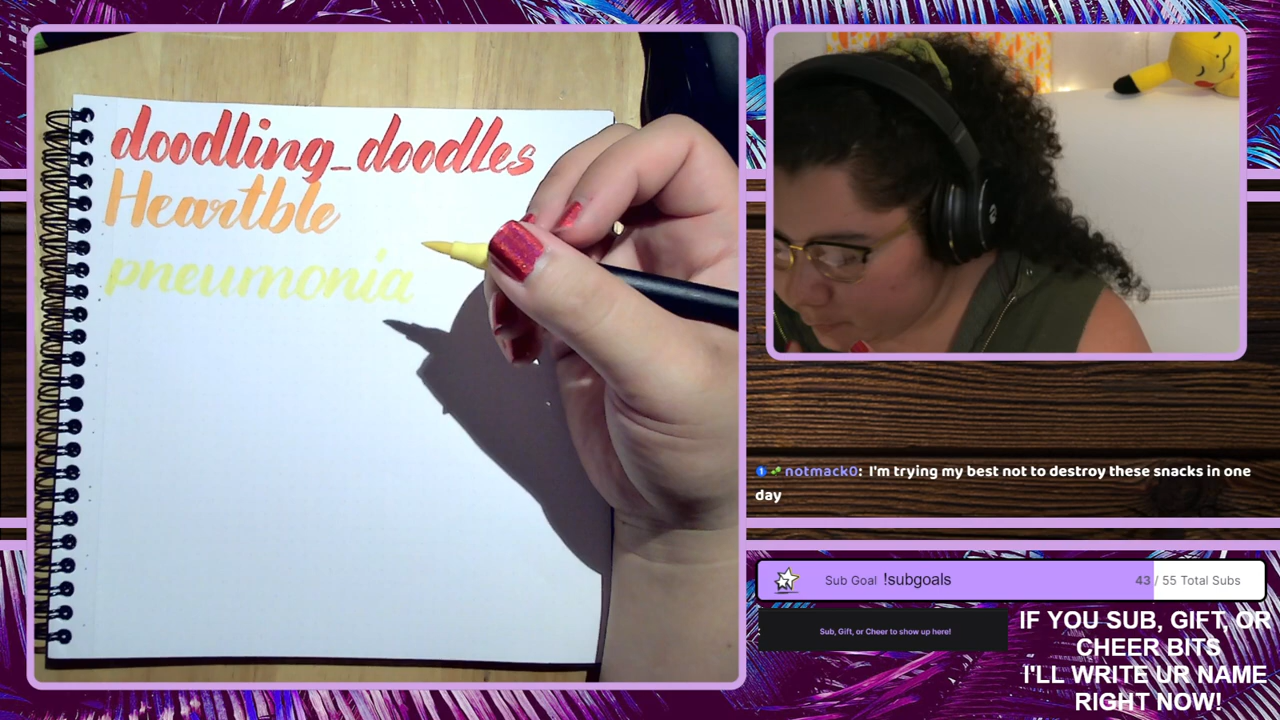 doodling_doodles
Heartble
pneumonia
notmack0: I'm trying my best not to destroy these snacks in one
day
Sub Goal !subgoals 43 / 55 Total Subs
Sub, Gift, or Cheer to show up here!
IF YOU SUB, GIFT, OR
CHEER BITS
I'LL WRITE UR NAME
RIGHT NOW!